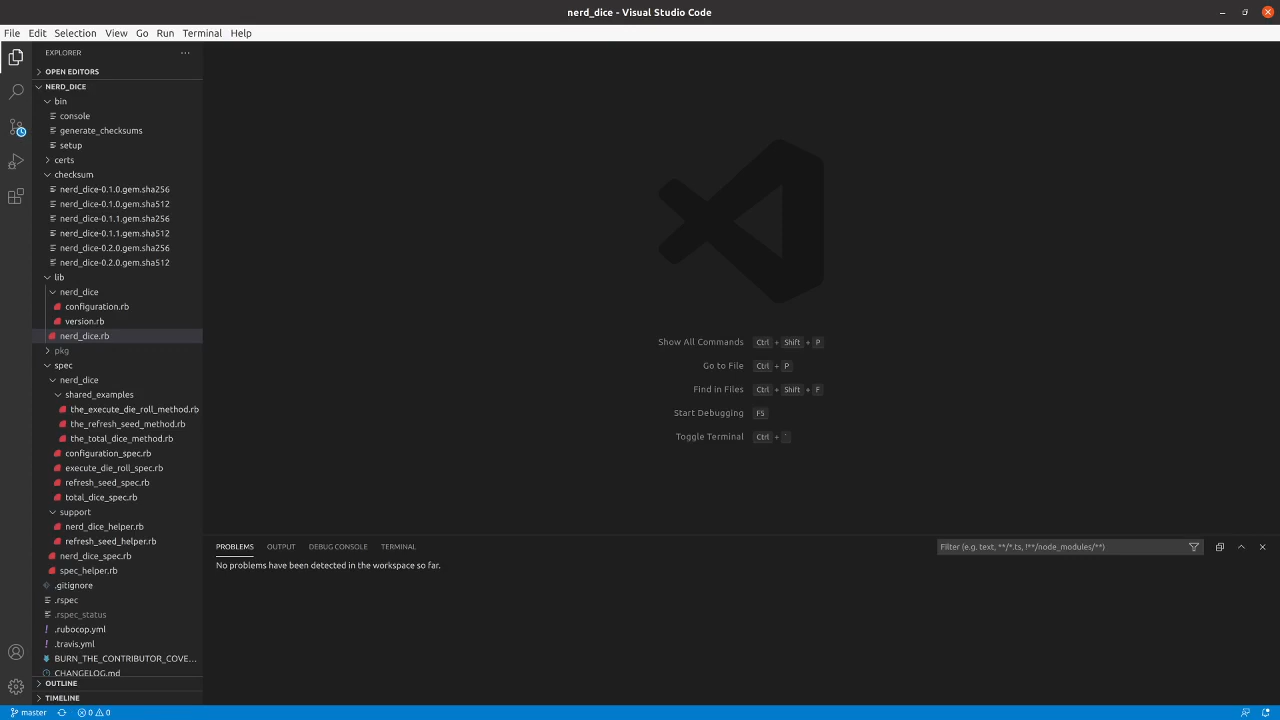 nerd_dice - Visual Studio Code
File Edit Selection View Go Run Terminal Help
EXPLORER
OPEN EDITORS
NERD_DICE
bin
console
generate_checksums
setup
certs
checksum
nerd_dice-0.1.0.gem.sha256
nerd_dice-0.1.0.gem.sha512
nerd_dice-0.1.1.gem.sha256
nerd_dice-0.1.1.gem.sha512
nerd_dice-0.2.0.gem.sha256
nerd_dice-0.2.0.gem.sha512
lib
nerd_dice
configuration.rb
version.rb
nerd_dice.rb
pkg
spec
nerd_dice
shared_examples
the_execute_die_roll_method.rb
the_refresh_seed_method.rb
the_total_dice_method.rb
configuration_spec.rb
execute_die_roll_spec.rb
refresh_seed_spec.rb
total_dice_spec.rb
support
nerd_dice_helper.rb
refresh_seed_helper.rb
nerd_dice_spec.rb
spec_helper.rb
.gitignore
.rspec
.rspec_status
.rubocop.yml
.travis.yml
BURN_THE_CONTRIBUTOR_COVE...
CHANGELOG.md
OUTLINE
TIMELINE
Show All Commands Ctrl + Shift + P
Go to File Ctrl + P
Find in Files Ctrl + Shift + F
Start Debugging F5
Toggle Terminal Ctrl + `
PROBLEMS OUTPUT DEBUG CONSOLE TERMINAL
Filter (e.g. text, **/*.ts, !**/node_modules/**)
No problems have been detected in the workspace so far.
master 0 0